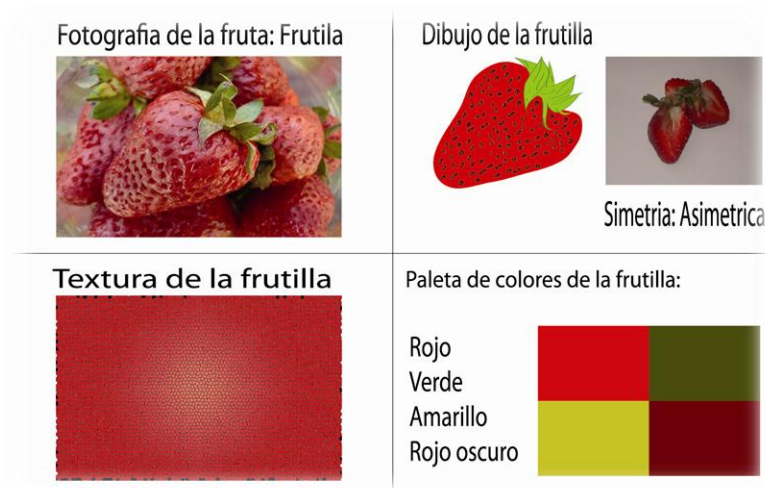 Fotografia de la fruta: Frutila
Dibujo de la frutilla
Simetria: Asimetrica
Textura de la frutilla
Paleta de colores de la frutilla:
Rojo
Verde
Amarillo
Rojo oscuro